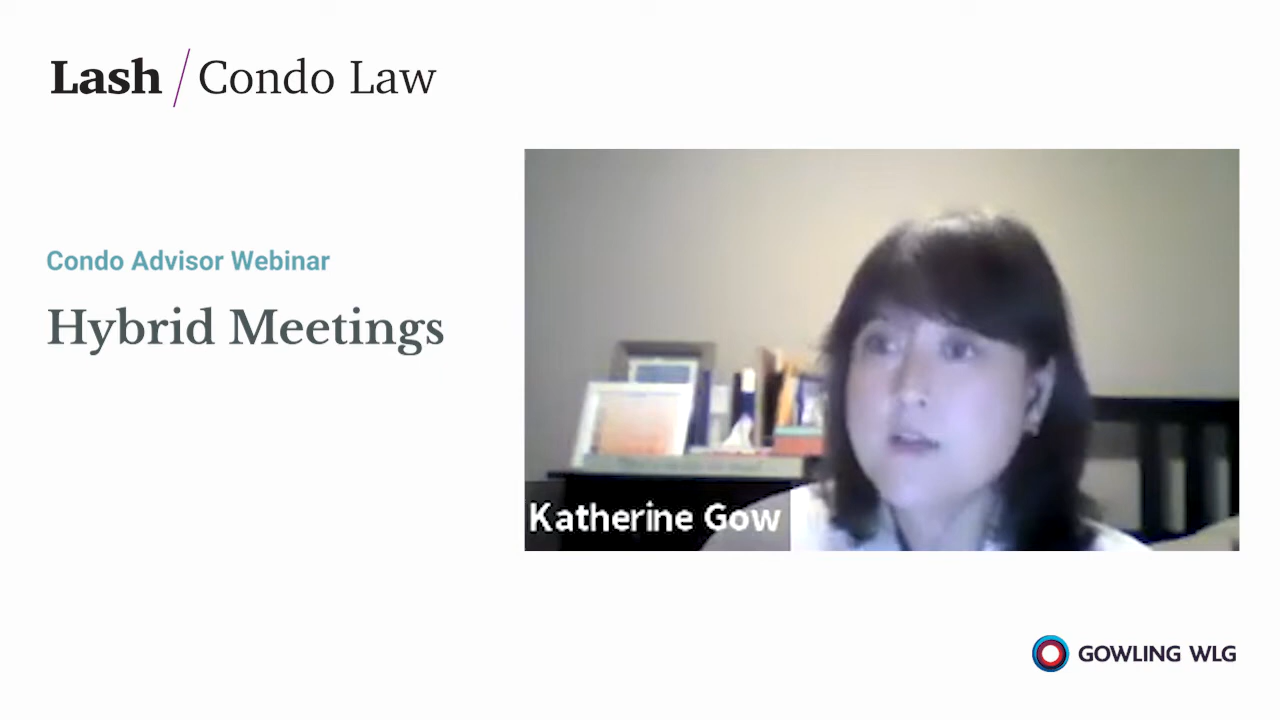 Lash / Condo Law
Condo Advisor Webinar
Hybrid Meetings
Katherine Gow
GOWLING WLG